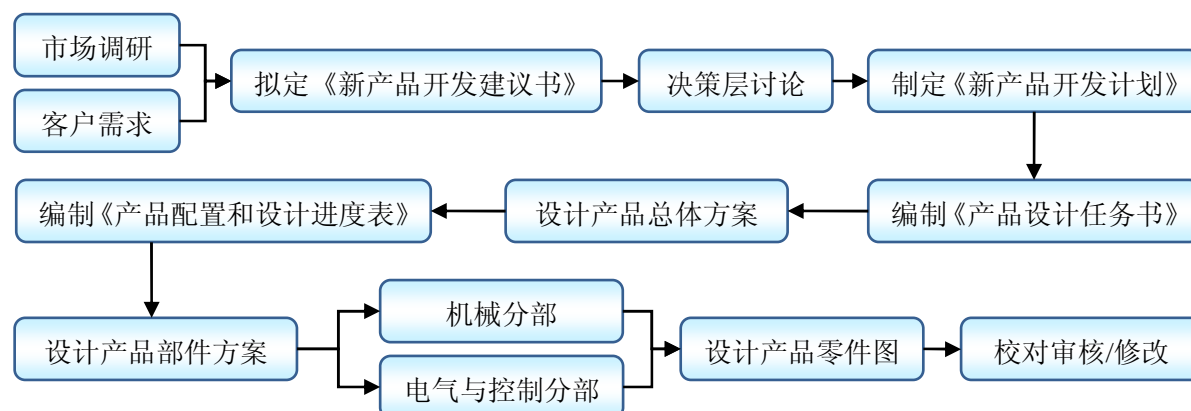 市场调研
客户需求
拟定《新产品开发建议书》
决策层讨论
制定《新产品开发计划》
编制《产品配置和设计进度表》
设计产品总体方案
编制《产品设计任务书》
设计产品部件方案
机械分部
电气与控制分部
设计产品零件图
校对审核/修改